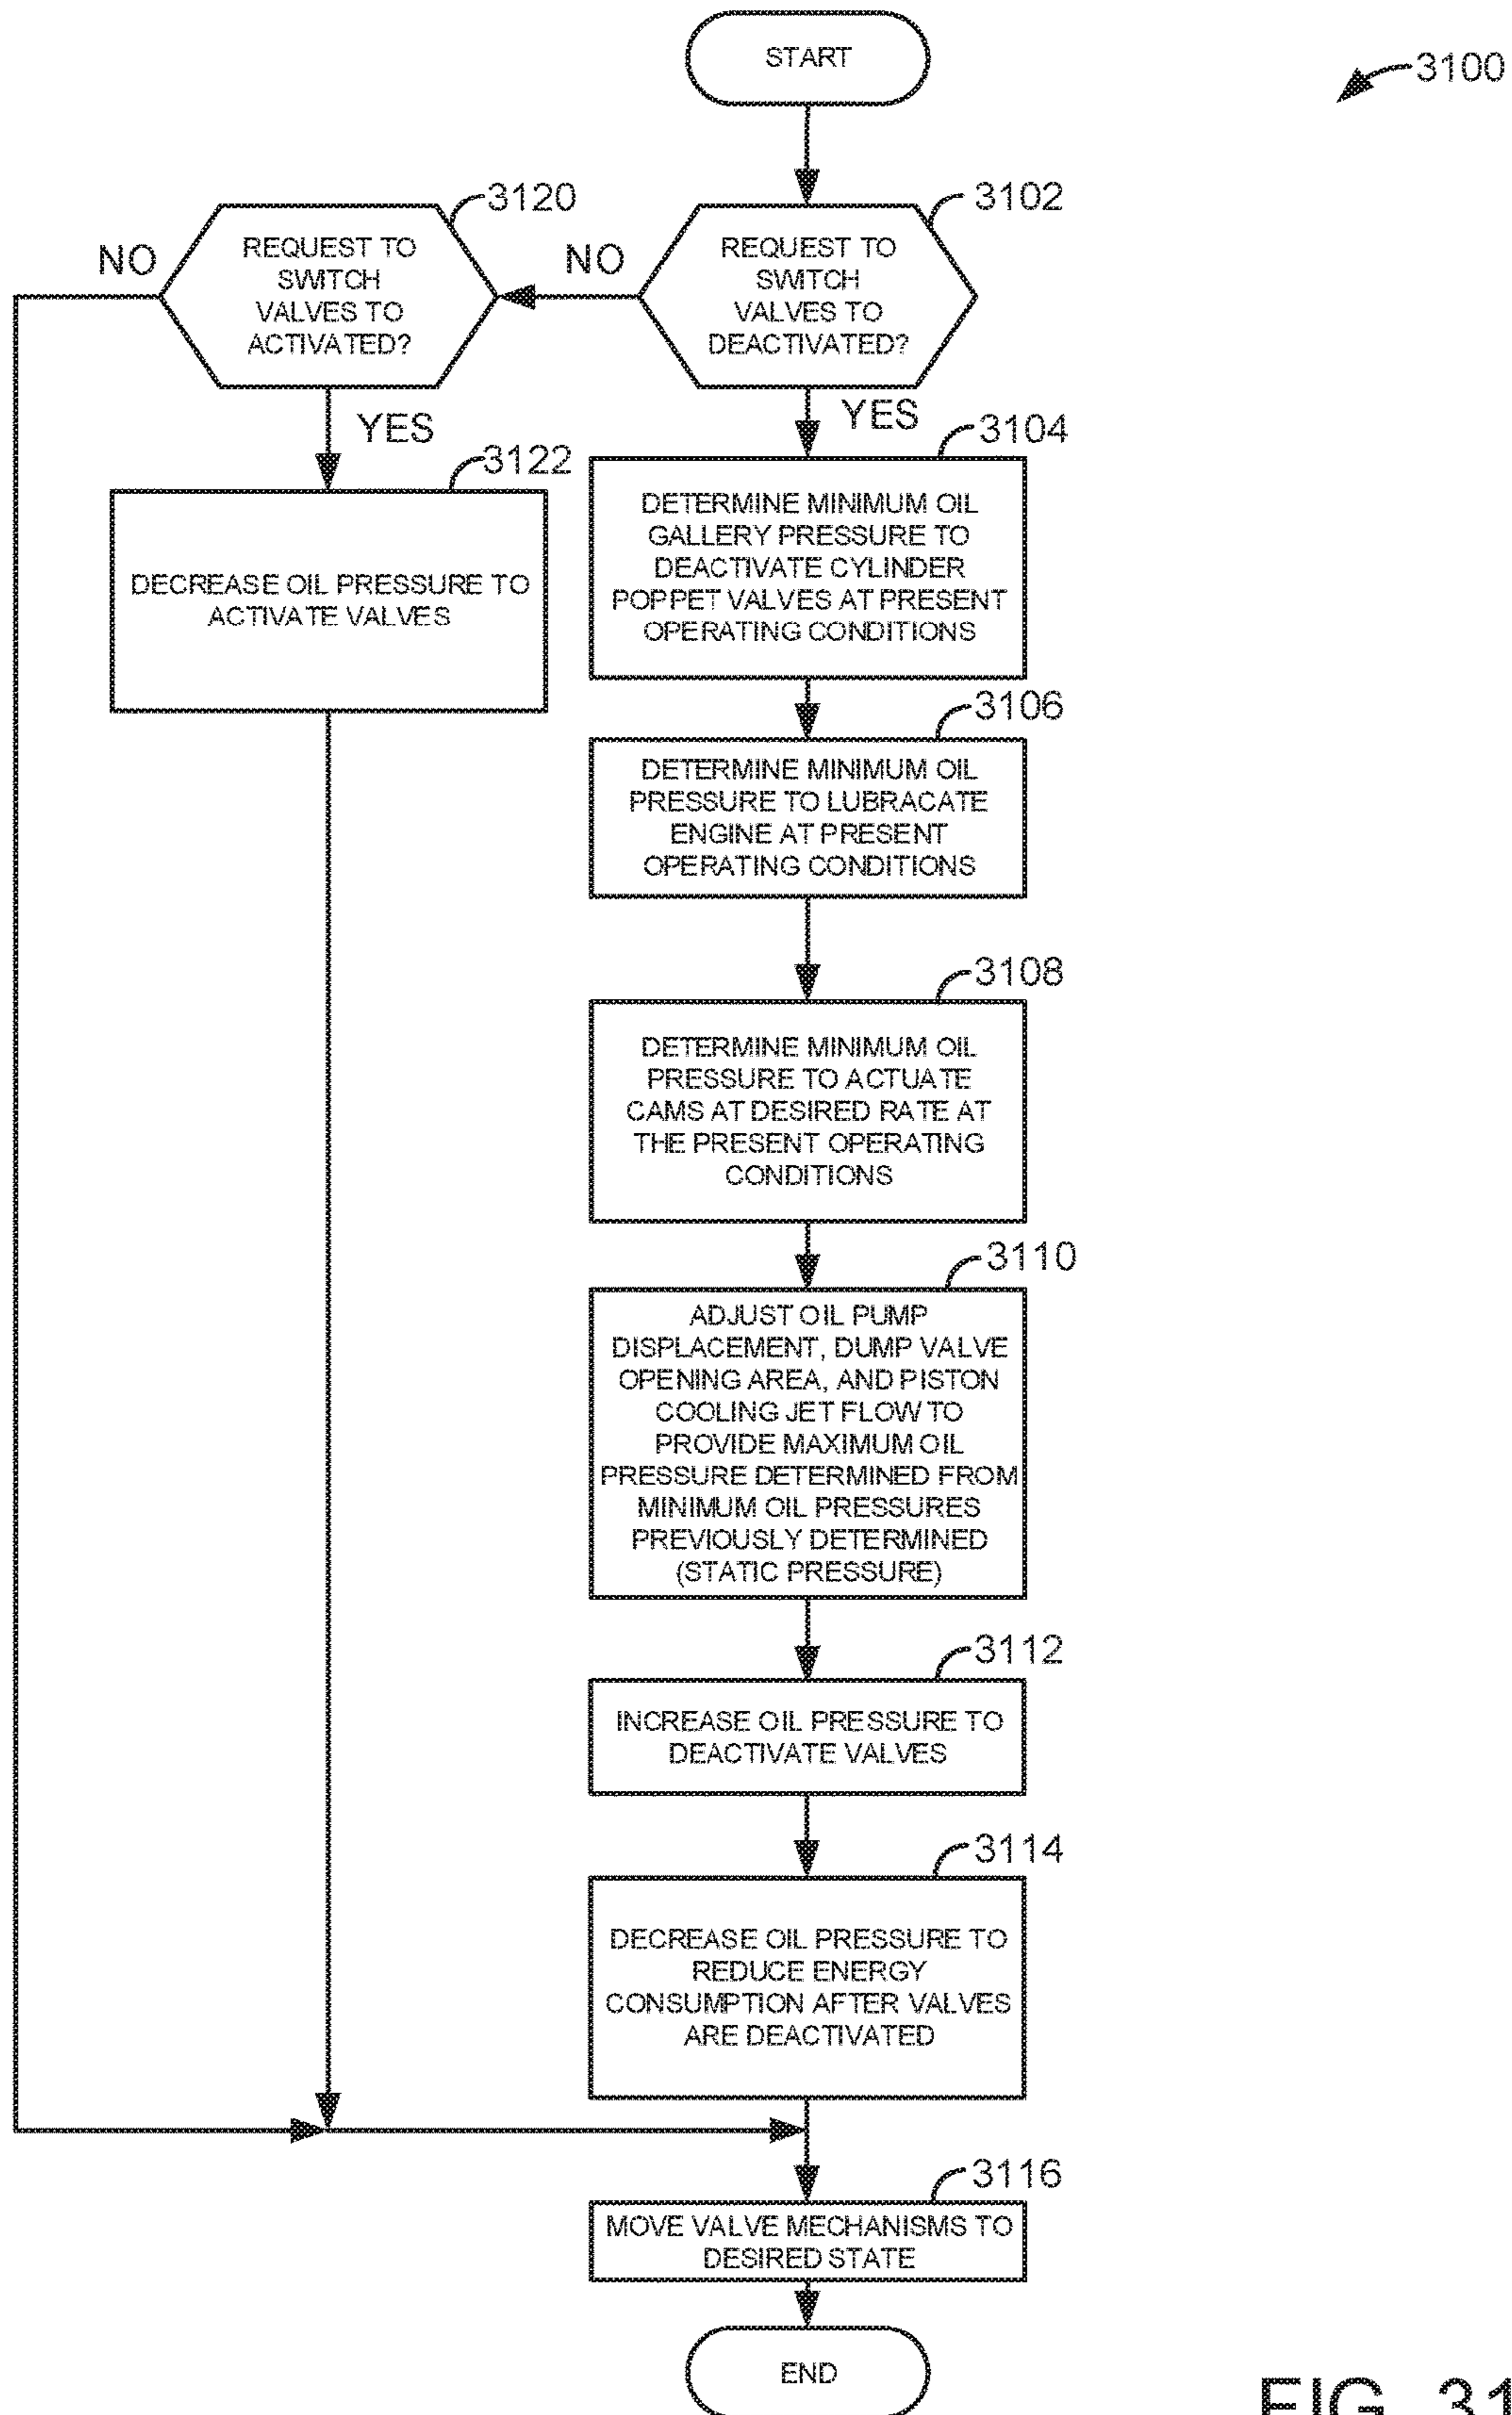 START
3100
3120
3102
NO
REQUEST TO
SWITCH
VALVES TO
ACTIVATED?
NO
REQUEST TO
SWITCH
VALVES TO
DEACTIVATED?
YES
YES
3122
3104
DECREASE OIL PRESSURE TO
ACTIVATE VALVES
DETERMINE MINIMUM OIL
GALLERY PRESSURE TO
DEACTIVATE CYLINDER
POPPET VALVES AT PRESENT
OPERATING CONDITIONS
3106
DETERMINE MINIMUM OIL
PRESSURE TO LUBRACATE
ENGINE AT PRESENT
OPERATING CONDITIONS
3108
DETERMINE MINIMUM OIL
PRESSURE TO ACTUATE
CAMS AT DESIRED RATE AT
THE PRESENT OPERATING
CONDITIONS
3110
ADJUST OIL PUMP
DISPLACEMENT, DUMP VALVE
OPENING AREA, AND PISTON
COOLING JET FLOW TO
PROVIDE MAXIMUM OIL
PRESSURE DETERMINED FROM
MINIMUM OIL PRESSURES
PREVIOUSLY DETERMINED
(STATIC PRESSURE)
3112
INCREASE OIL PRESSURE TO
DEACTIVATE VALVES
3114
DECREASE OIL PRESSURE TO
REDUCE ENERGY
CONSUMPTION AFTER VALVES
ARE DEACTIVATED
3116
MOVE VALVE MECHANISMS TO
DESIRED STATE
END
FIG. 31